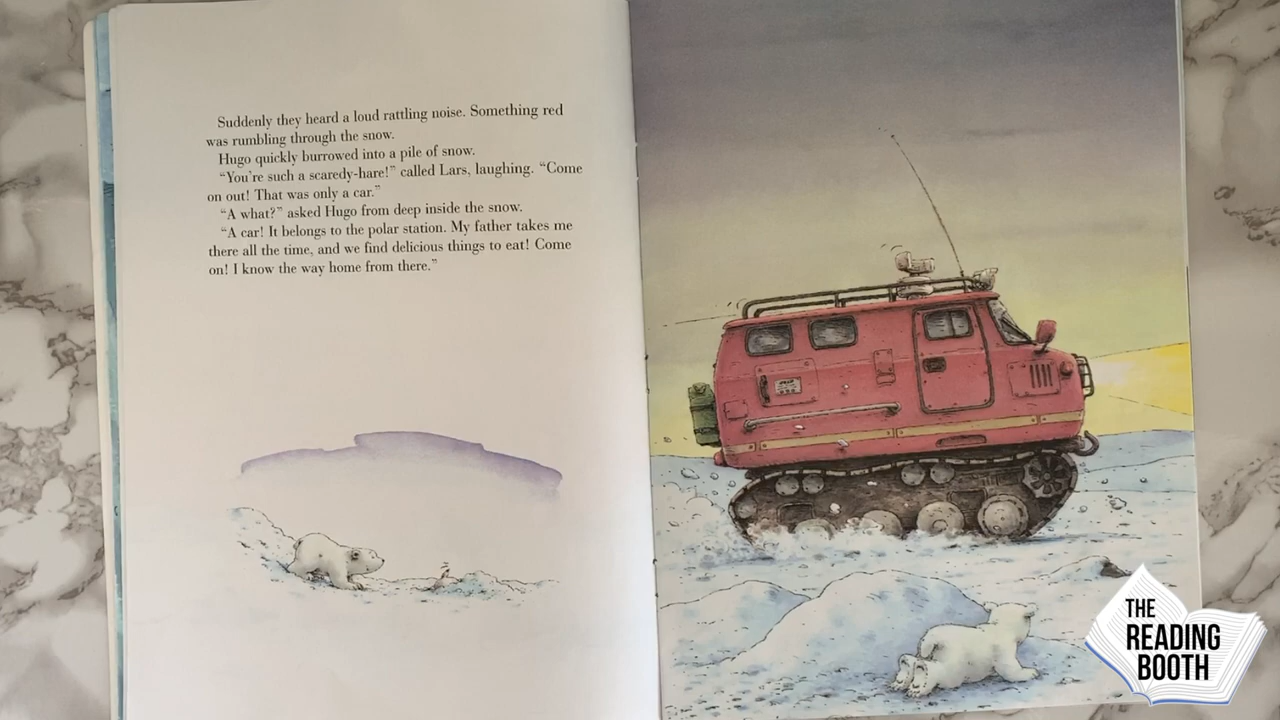 Suddenly they heard a loud rattling noise. Something red
was rumbling through the snow.
Hugo quickly burrowed into a pile of snow.
“You’re such a scaredy-hare!” called Lars, laughing. “Come
on out! That was only a car.”
“A what?” asked Hugo from deep inside the snow.
“A car! It belongs to the polar station. My father takes me
there all the time, and we find delicious things to eat! Come
on! I know the way home from there.”
THE
READING
BOOTH